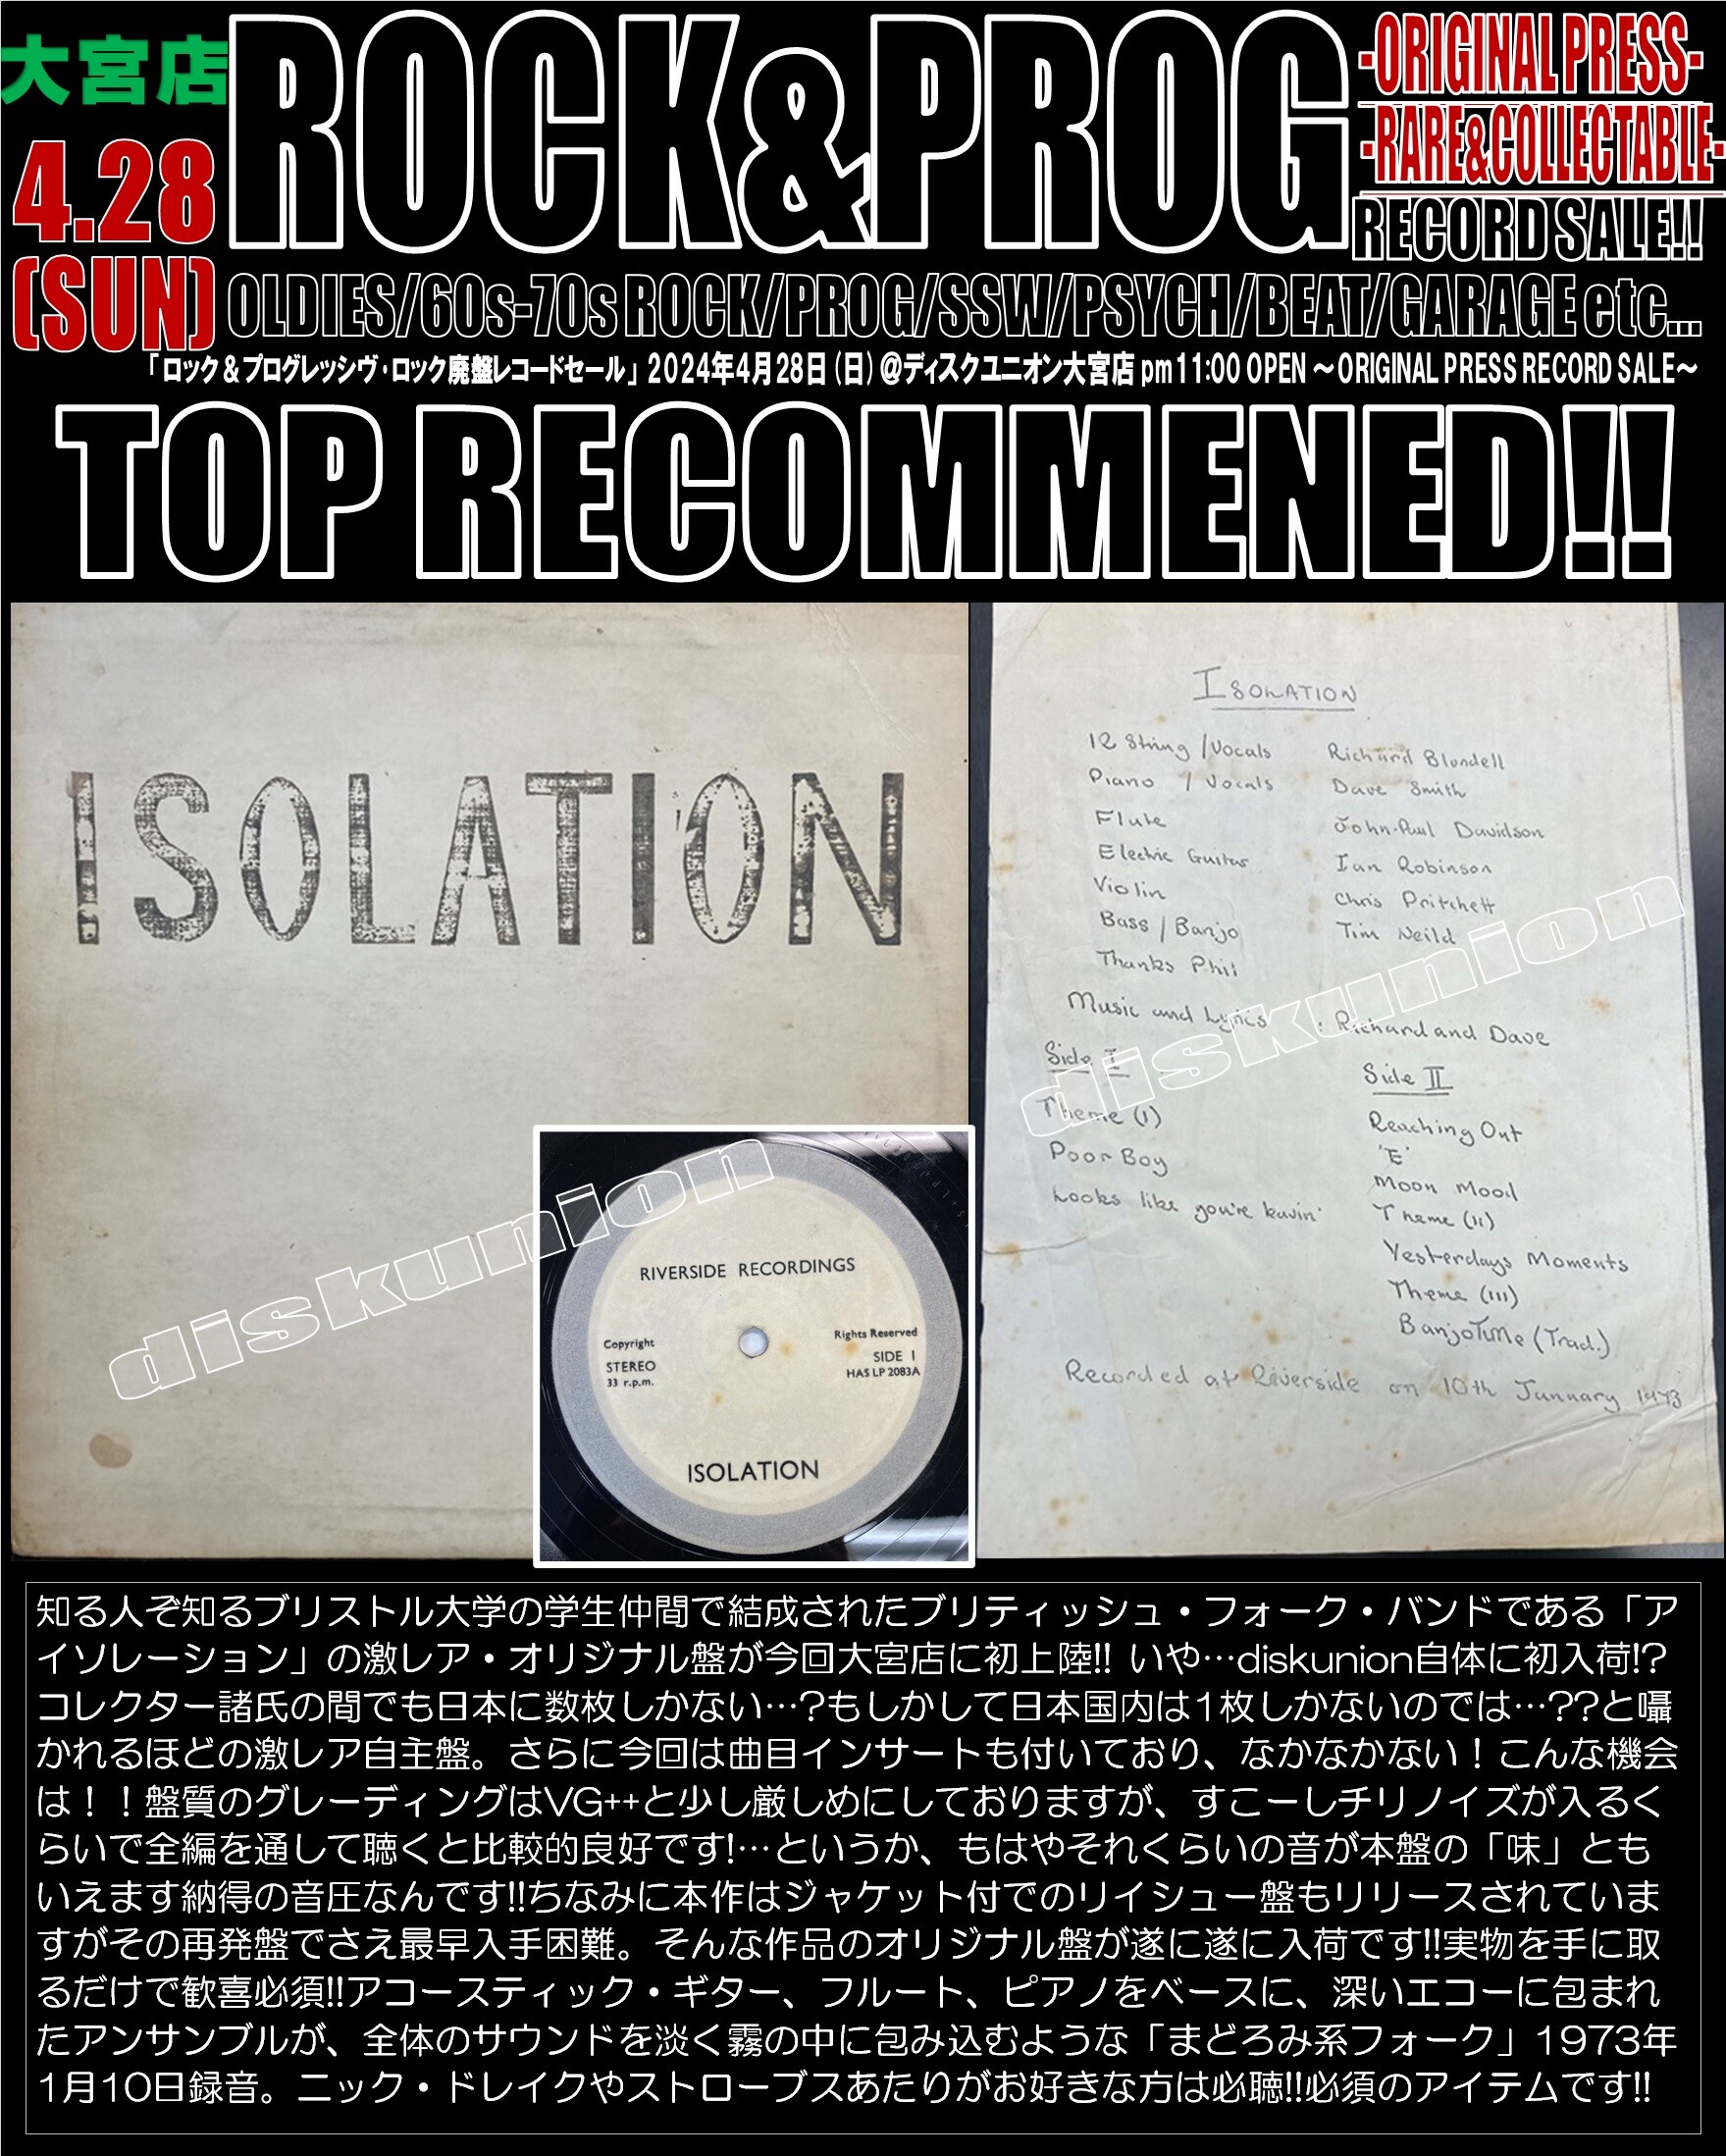 大宮店
4.28
(SUN)
ROCK&PROG
-ORIGINAL PRESS-
-RARE&COLLECTABLE-
RECORD SALE!!!
OLDIES/60s-70s ROCK/PROG/SSW/PSYCH/BEAT/GARAGE etc...
「ロック&プログレッシヴ・ロック廃盤レコードセール」2024年4月28日(日)@ディスクユニオン大宮店 pm11:00 OPEN ～ORIGINAL PRESS RECORD SALE～
TOP RECOMMENED!!
ISOLATION
diskunion
RIVERSIDE RECORDINGS
Copyright
STEREO
33 r.p.m.
Rights Reserved
SIDE 1
HAS LP 2083A
ISOLATION
ISOLATION
12 String / Vocals Richard Blundell
Piano / Vocals Dave Smith
Flute John-Paul Davidson
Electric Guitar Ian Robinson
Violin Chris Pritchett
Bass / Banjo Tim Neild
Thanks Phil
Music and Lyrics : Richard and Dave
Side I
Theme (I)
Poor Boy
Looks like you're leavin'
Side II
Reaching Out
'E'
Moon Mood
Theme (II)
Yesterdays Moments
Theme (III)
BanjoTime (Trad.)
Recorded at Riverside on 10th January 1973
diskunion
知る人ぞ知るブリストル大学の学生仲間で結成されたブリティッシュ・フォーク・バンドである「ア
イソレーション」の激レア・オリジナル盤が今回大宮店に初上陸!! いや…diskunion自体に初入荷!?
コレクター諸氏の間でも日本に数枚しかない…?もしかして日本国内は1枚しかないのでは…??と囁
かれるほどの激レア自主盤。さらに今回は曲目インサートも付いており、なかなかない！こんな機会
は！！盤質のグレーディングはVG++と少し厳しめにしておりますが、すこーしチリノイズが入るく
らいで全編を通して聴くと比較的良好です!…というか、もはやそれくらいの音が本盤の「味」とも
いえます納得の音圧なんです!!ちなみに本作はジャケット付でのリイシュー盤もリリースされていま
すがその再発盤でさえ最早入手困難。そんな作品のオリジナル盤が遂に遂に入荷です!!実物を手に取
るだけで歓喜必須!!アコースティック・ギター、フルート、ピアノをベースに、深いエコーに包まれ
たアンサンブルが、全体のサウンドを淡く霧の中に包み込むような「まどろみ系フォーク」1973年
1月10日録音。ニック・ドレイクやストローブスあたりがお好きな方は必聴!!必須のアイテムです!!